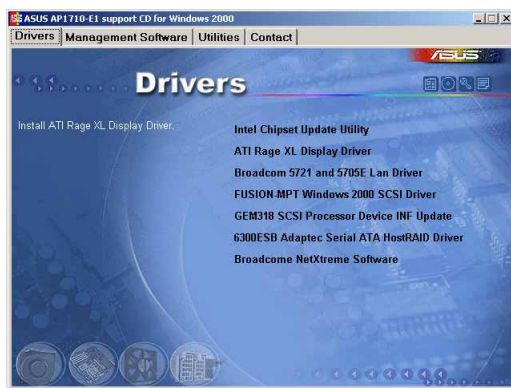 ASUS AP1710-E1 support CD for Windows 2000
Drivers Management Software Utilities Contact
ASUS
Drivers
Install ATI Rage XL Display Driver.
Intel Chipset Update Utility
ATI Rage XL Display Driver
Broadcom 5721 and 5705E Lan Driver
FUSION-MPT Windows 2000 SCSI Driver
GEM318 SCSI Processor Device INF Update
6300ESB Adaptec Serial ATA HostRAID Driver
Broadcome NetXtreme Software